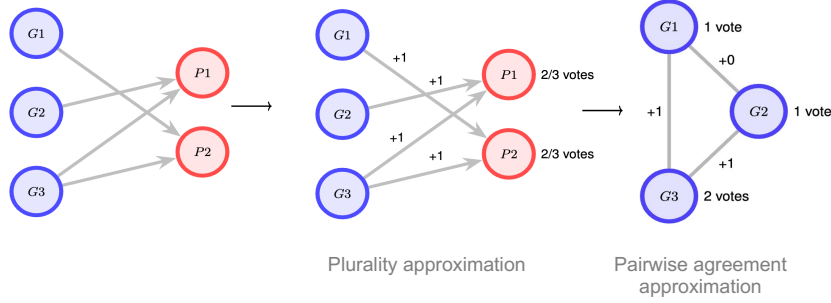 G1
G2
G3
P1
P2
G1
G2
G3
+1
+1
+1
+1
P1
2/3 votes
P2
2/3 votes
Plurality approximation
G1
1 vote
+0
G2
1 vote
+1
+1
G3
2 votes
Pairwise agreement
approximation